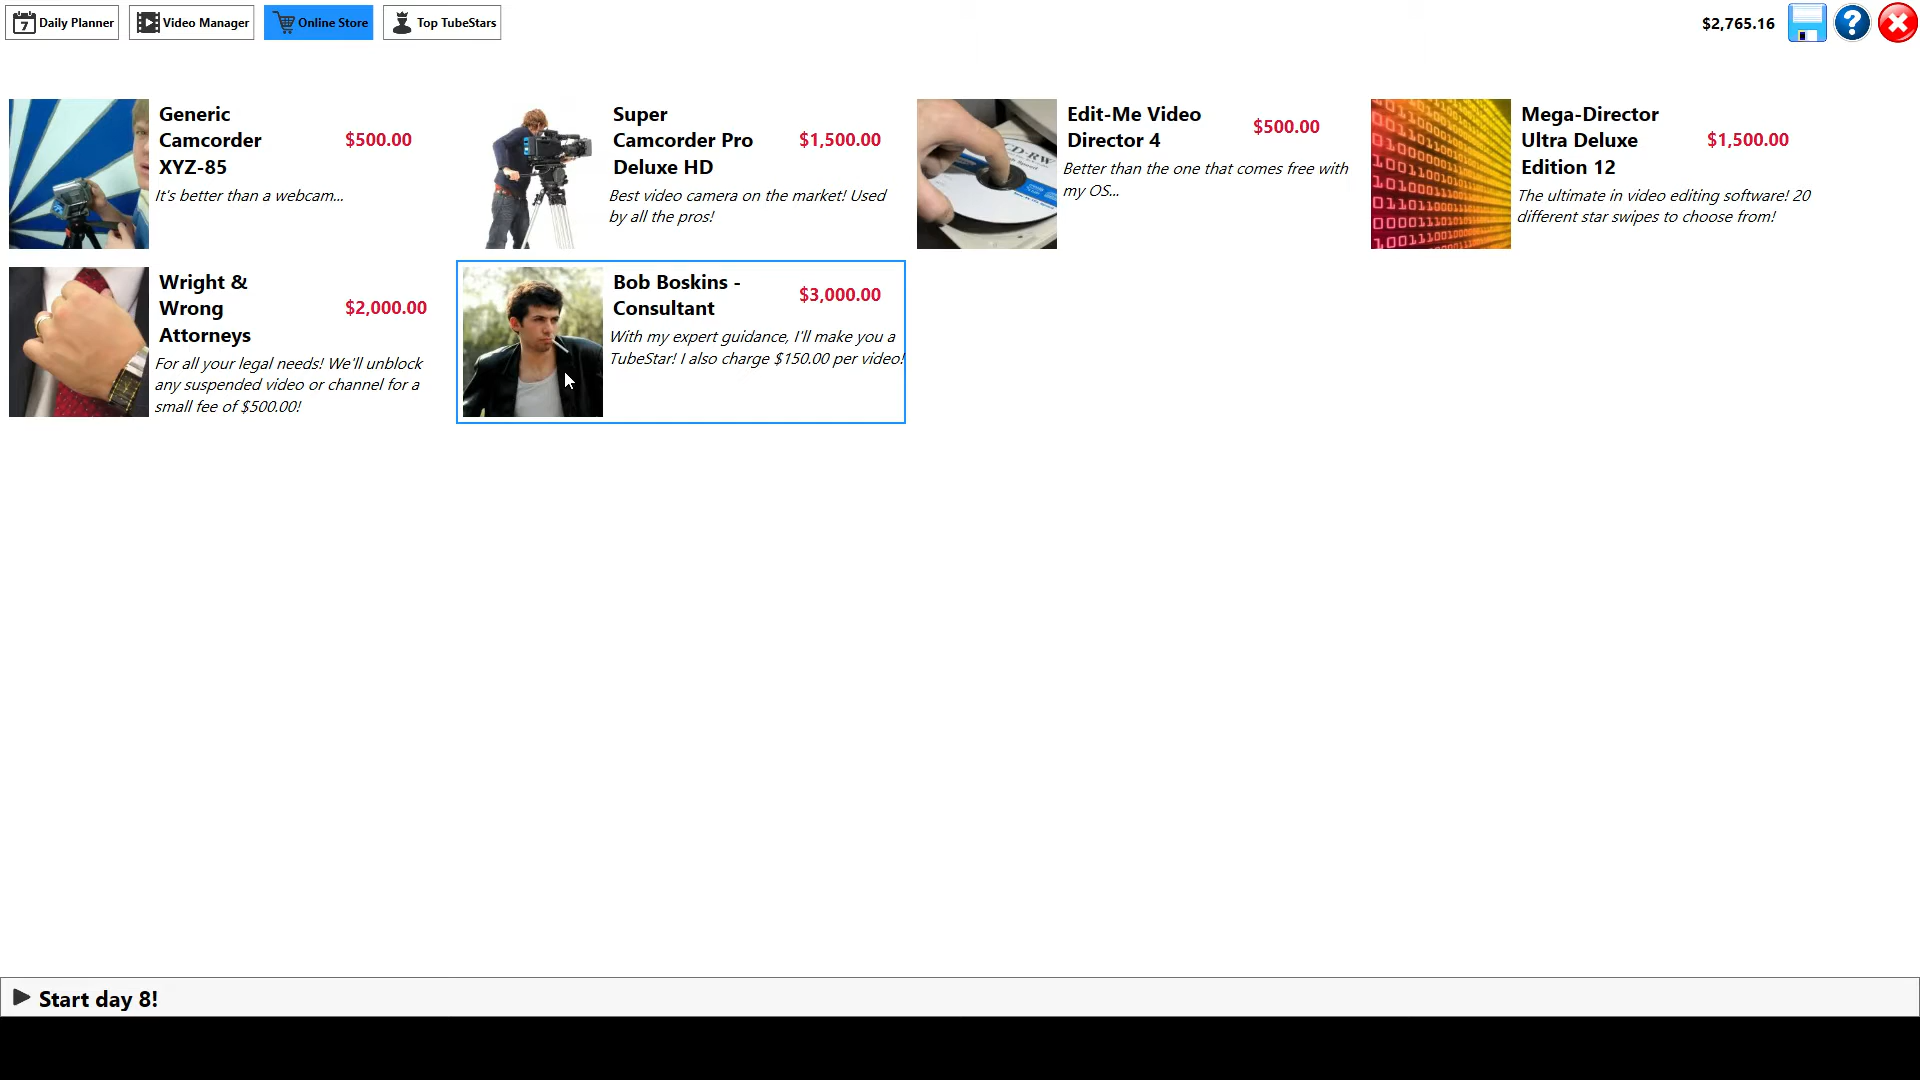 Daily Planner
Video Manager
Online Store
Top TubeStars
$2,765.16
Generic
Camcorder
XYZ-85
$500.00
It's better than a webcam...
Super
Camcorder Pro
Deluxe HD
$1,500.00
Best video camera on the market! Used
by all the pros!
Edit-Me Video
Director 4
$500.00
Better than the one that comes free with
my OS...
Mega-Director
Ultra Deluxe
Edition 12
$1,500.00
The ultimate in video editing software! 20
different star swipes to choose from!
Wright &
Wrong
Attorneys
$2,000.00
For all your legal needs! We'll unblock
any suspended video or channel for a
small fee of $500.00!
Bob Boskins -
Consultant
$3,000.00
With my expert guidance, I'll make you a
TubeStar! I also charge $150.00 per video!
Start day 8!